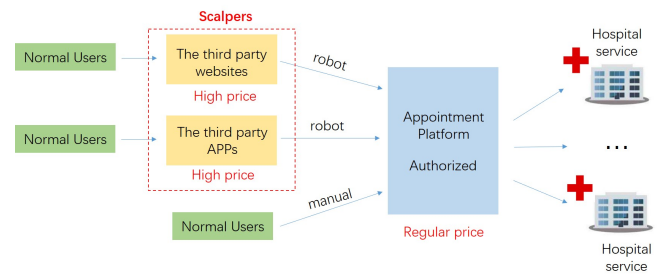 Scalpers
Hospital
service
Normal Users
The third party
websites
robot
High price
Appointment
Platform
Authorized
Normal Users
The third party
APPs
robot
...
High price
manual
Normal Users
Regular price
Hospital
service